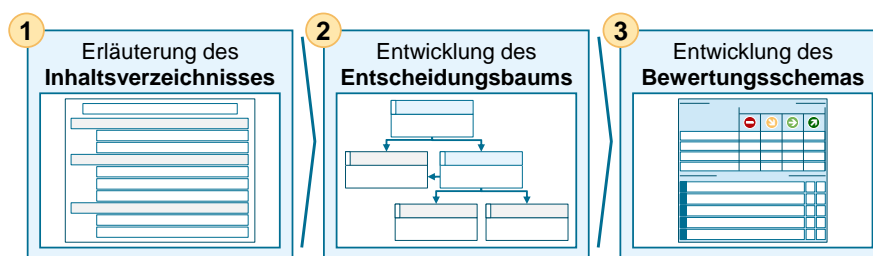 1
Erläuterung des
Inhaltsverzeichnisses
2
Entwicklung des
Entscheidungsbaums
3
Entwicklung des
Bewertungsschemas